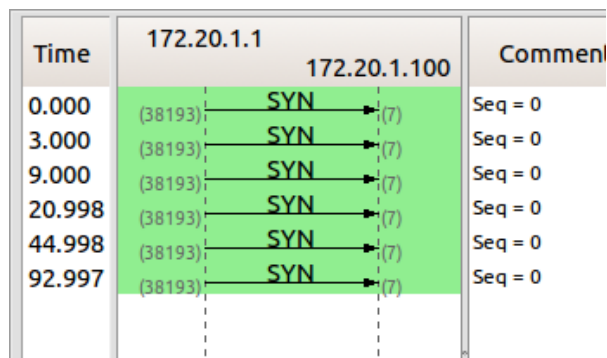 Time 172.20.1.1 172.20.1.100 Commen
0.000 (38193) SYN (7) Seq = 0
3.000 (38193) SYN (7) Seq = 0
9.000 (38193) SYN (7) Seq = 0
20.998 (38193) SYN (7) Seq = 0
44.998 (38193) SYN (7) Seq = 0
92.997 (38193) SYN (7) Seq = 0